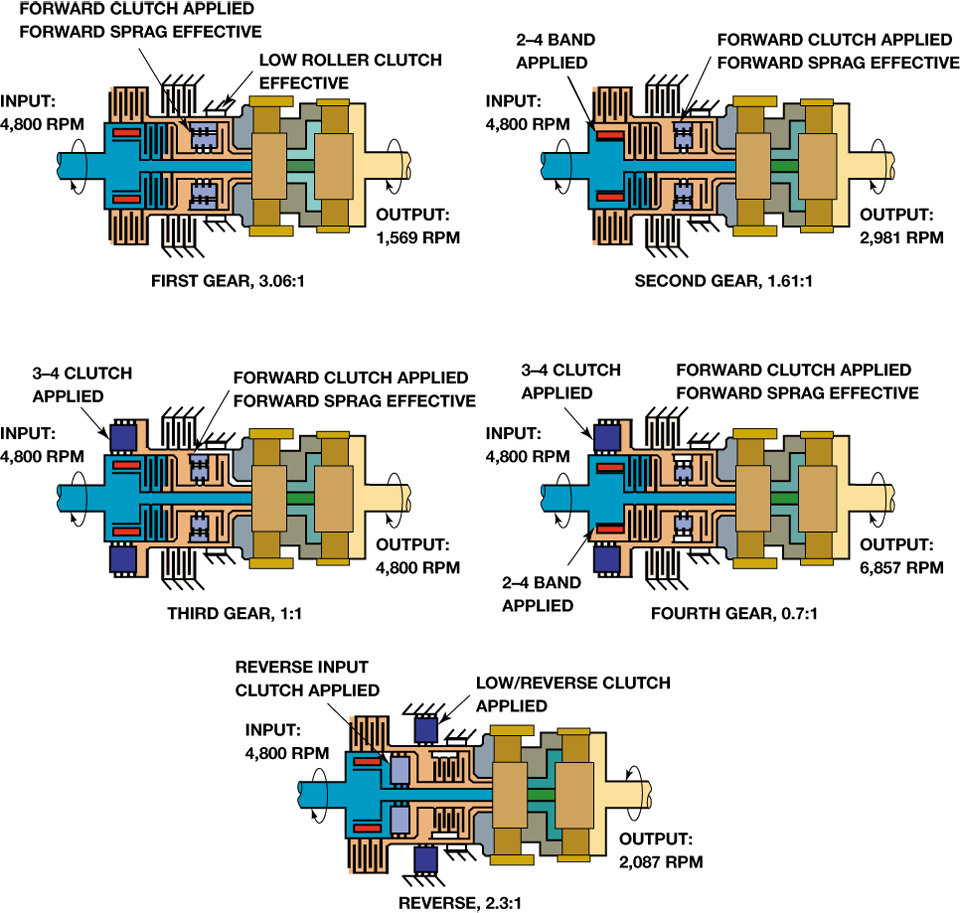 FORWARD CLUTCH APPLIED
FORWARD SPRAG EFFECTIVE
LOW ROLLER CLUTCH
EFFECTIVE
INPUT:
4,800 RPM
OUTPUT:
1,569 RPM
FIRST GEAR, 3.06:1
2–4 BAND
APPLIED
FORWARD CLUTCH APPLIED
FORWARD SPRAG EFFECTIVE
INPUT:
4,800 RPM
OUTPUT:
2,981 RPM
SECOND GEAR, 1.61:1
3–4 CLUTCH
APPLIED
FORWARD CLUTCH APPLIED
FORWARD SPRAG EFFECTIVE
INPUT:
4,800 RPM
OUTPUT:
4,800 RPM
THIRD GEAR, 1:1
3–4 CLUTCH
APPLIED
FORWARD CLUTCH APPLIED
FORWARD SPRAG EFFECTIVE
INPUT:
4,800 RPM
2–4 BAND
APPLIED
OUTPUT:
6,857 RPM
FOURTH GEAR, 0.7:1
REVERSE INPUT
CLUTCH APPLIED
LOW/REVERSE CLUTCH
APPLIED
INPUT:
4,800 RPM
OUTPUT:
2,087 RPM
REVERSE, 2.3:1